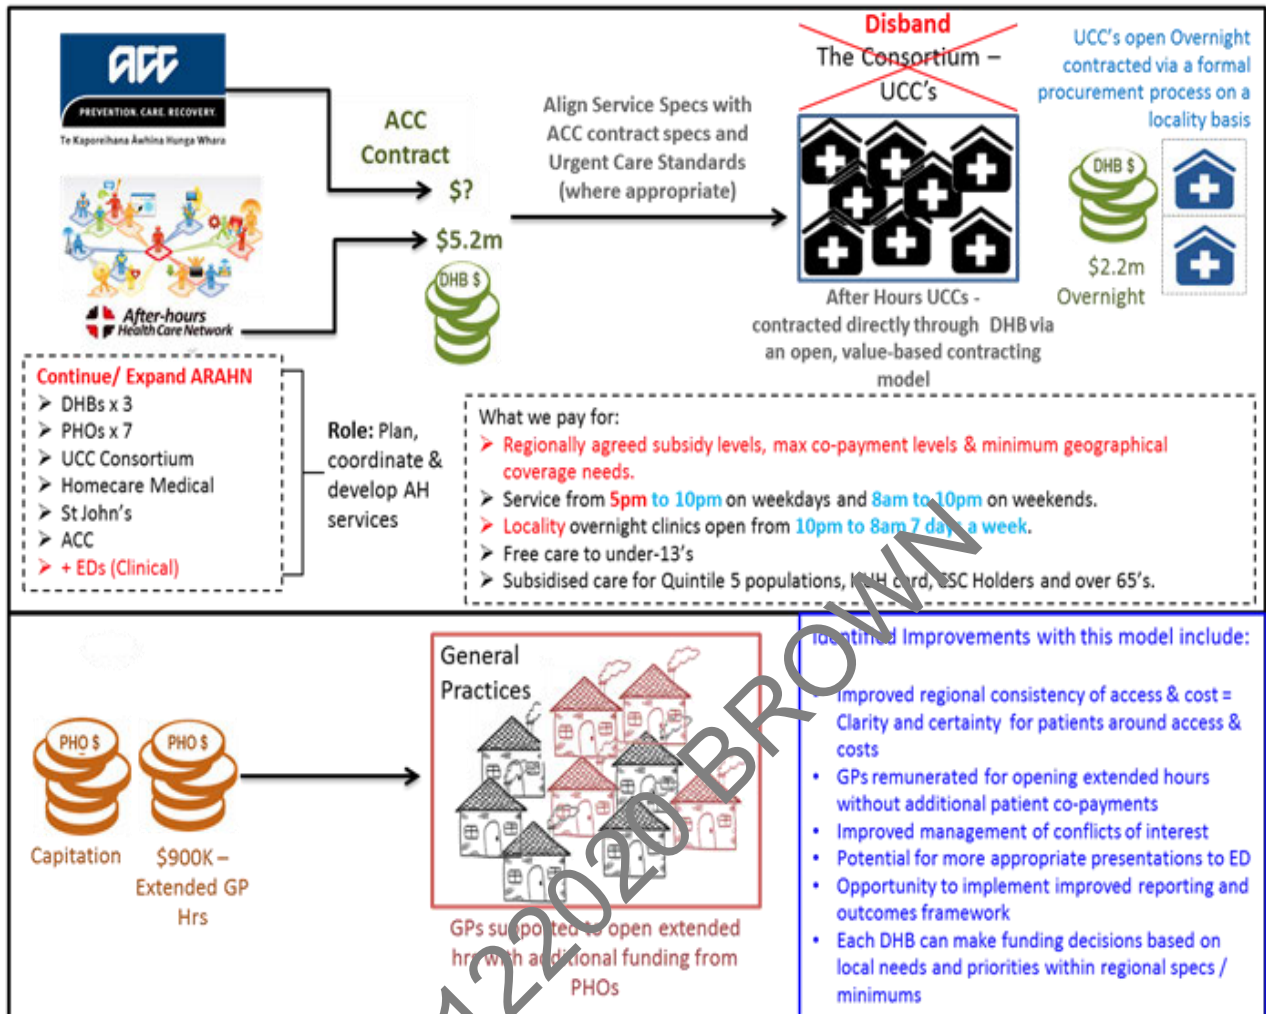 ACC
PREVENTION. CARE. RECOVERY.
Te Kaporeihana Āwhina Hunga Whara
After-hours
HealthCare Network
ACC
Contract
$?
$5.2m
DHB $
Align Service Specs with
ACC contract specs and
Urgent Care Standards
(where appropriate)
Disband
The Consortium –
UCC's
After Hours UCCs -
contracted directly through DHB via
an open, value-based contracting
model
UCC's open Overnight
contracted via a formal
procurement process on a
locality basis
DHB $
$2.2m
Overnight
Continue/ Expand ARAHN
➢ DHBs x 3
➢ PHOs x 7
➢ UCC Consortium
➢ Homecare Medical
➢ St John's
➢ ACC
➢ + EDs (Clinical)
Role: Plan,
coordinate &
develop AH
services
What we pay for:
➢ Regionally agreed subsidy levels, max co-payment levels & minimum geographical
coverage needs.
➢ Service from 5pm to 10pm on weekdays and 8am to 10pm on weekends.
➢ Locality overnight clinics open from 10pm to 8am 7 days a week.
➢ Free care to under-13's
➢ Subsidised care for Quintile 5 populations, card, CSC Holders and over 65's.
PHO $
PHO $
Capitation
$900K –
Extended GP
Hrs
General
Practices
GPs supported to open extended
hrs with additional funding from
PHOs
Identified Improvements with this model include:
• Improved regional consistency of access & cost =
Clarity and certainty for patients around access &
costs
• GPs remunerated for opening extended hours
without additional patient co-payments
• Improved management of conflicts of interest
• Potential for more appropriate presentations to ED
• Opportunity to implement improved reporting and
outcomes framework
• Each DHB can make funding decisions based on
local needs and priorities within regional specs /
minimums
122020 BROWN